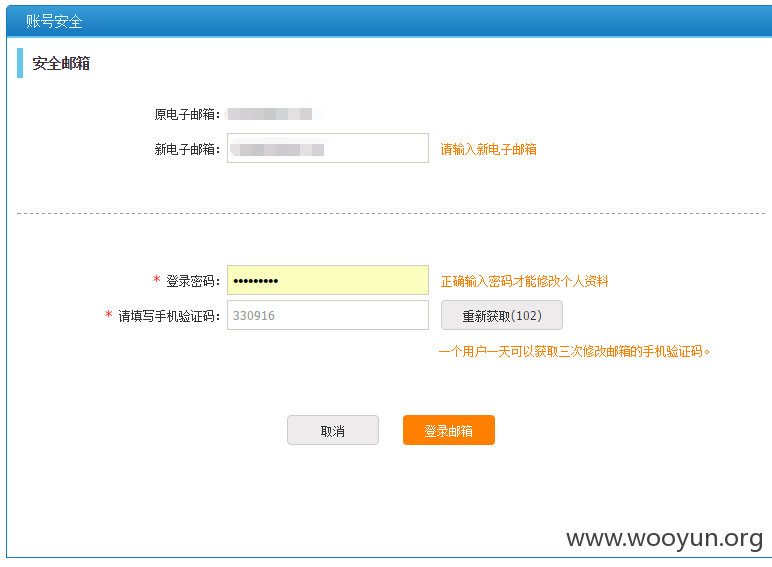 账号安全
安全邮箱
原电子邮箱：
新电子邮箱： 请输入新电子邮箱
* 登录密码： ••••••••• 正确输入密码才能修改个人资料
* 请填写手机验证码： 330916 重新获取(102)
一个用户一天可以获取三次修改邮箱的手机验证码。
取消 登录邮箱
www.wooyun.org